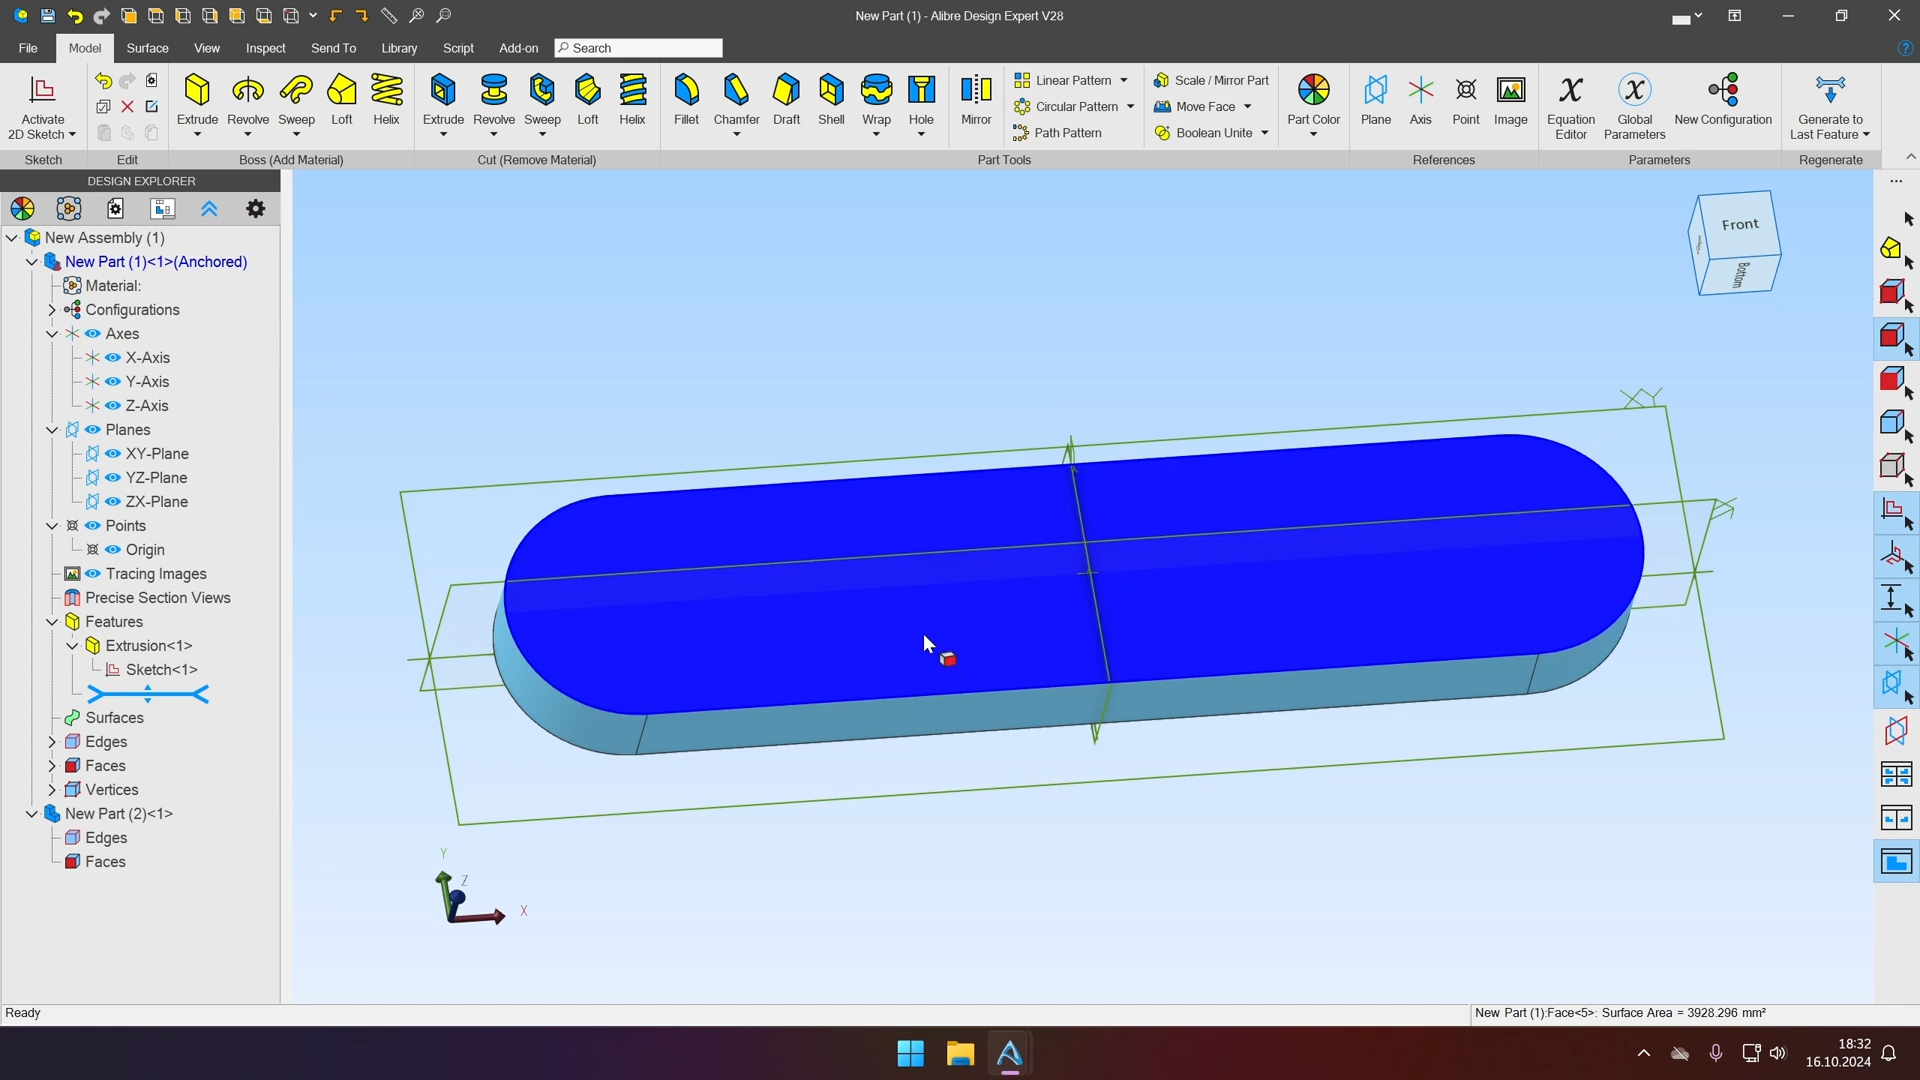 New Part (1) - Alibre Design Expert V28
File Model Surface View Inspect Send To Library Script Add-on Search
Activate 2D Sketch
Extrude Revolve Sweep Loft Helix
Extrude Revolve Sweep Loft Helix
Fillet Chamfer Draft Shell Wrap Hole Mirror
Linear Pattern
Circular Pattern
Path Pattern
Scale / Mirror Part
Move Face
Boolean Unite
Part Color
Plane Axis Point Image
Equation Editor
Global Parameters
New Configuration
Generate to Last Feature
Sketch Edit Boss (Add Material) Cut (Remove Material) Part Tools References Parameters Regenerate
DESIGN EXPLORER
New Assembly (1)
New Part (1)<1>(Anchored)
Material:
Configurations
Axes
X-Axis
Y-Axis
Z-Axis
Planes
XY-Plane
YZ-Plane
ZX-Plane
Points
Origin
Tracing Images
Precise Section Views
Features
Extrusion<1>
Sketch<1>
Surfaces
Edges
Faces
Vertices
New Part (2)<1>
Edges
Faces
Front
Bottom
XY
Y
Z
X
Ready
New Part (1):Face<5>: Surface Area = 3928.296 mm²
18:32
16.10.2024